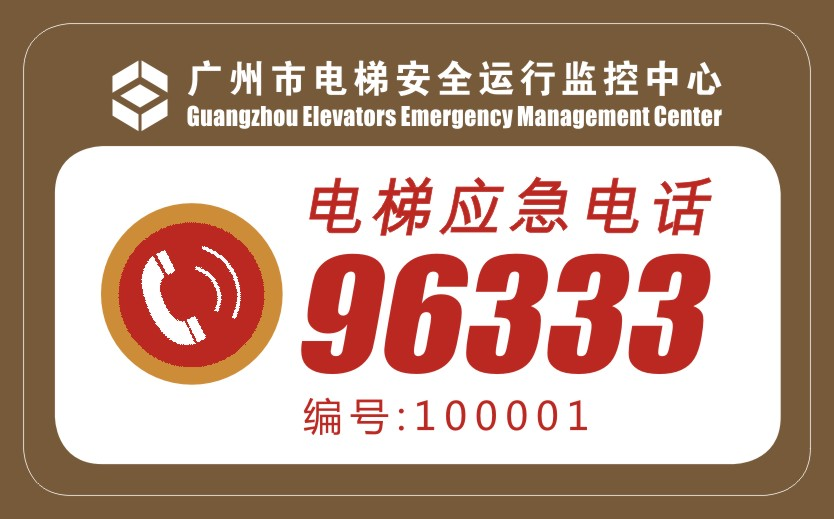 广州市电梯安全运行监控中心
Guangzhou Elevators Emergency Management Center
电梯应急电话
96333
编号:100001